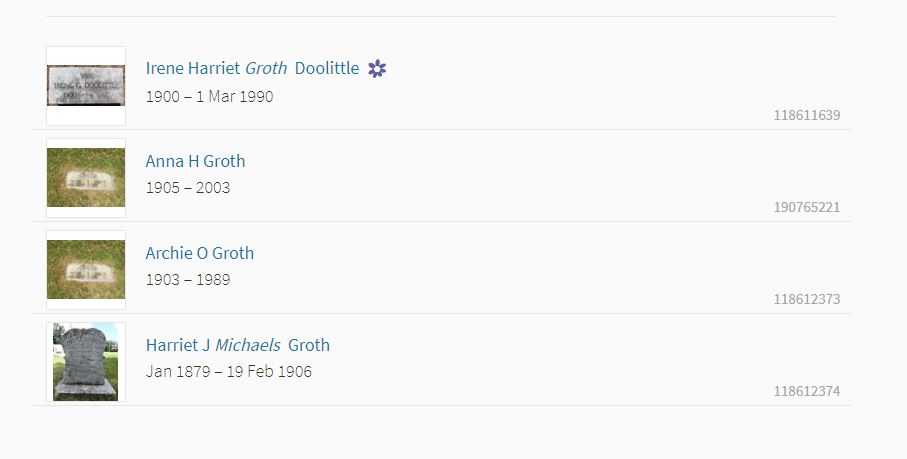 Irene Harriet Groth Doolittle
1900 – 1 Mar 1990
118611639
Anna H Groth
1905 – 2003
190765221
Archie O Groth
1903 – 1989
118612373
Harriet J Michaels Groth
Jan 1879 – 19 Feb 1906
118612374